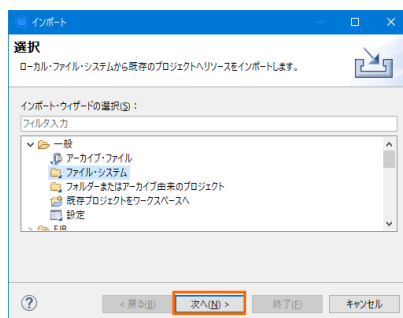 インポート
選択
ローカル・ファイル・システムから既存のプロジェクトへリソースをインポートします。
インポート・ウィザードの選択(S)：
フィルタ入力
一般
アーカイブ・ファイル
ファイル・システム
フォルダーまたはアーカイブ由来のプロジェクト
既存プロジェクトをワークスペースへ
設定
EJB
< 戻る(B)
次へ(N) >
終了(F)
キャンセル